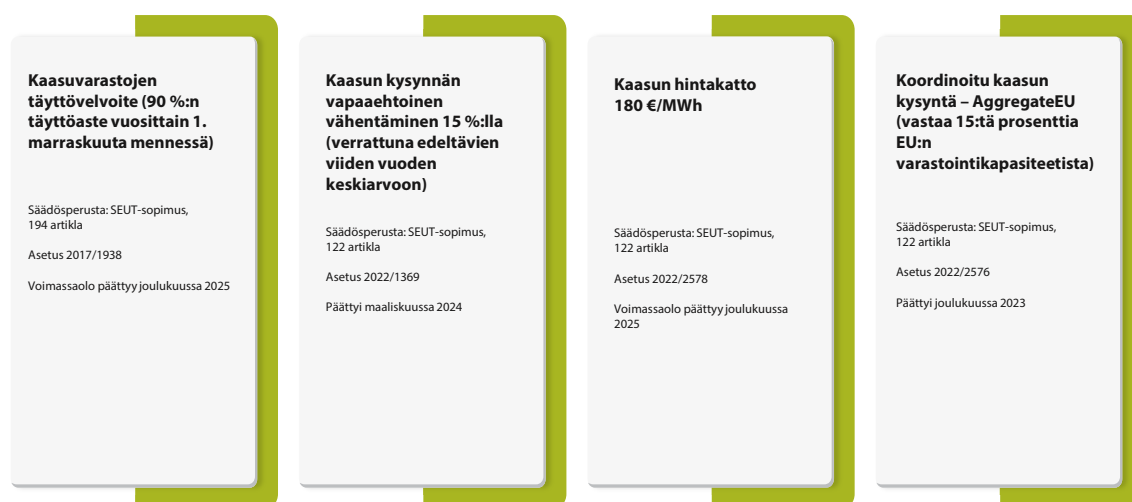 Kaasuvarastojen
täyttövelvoite (90 %:n
täyttöaste vuosittain 1.
marraskuuta mennessä)
Säädösperusta: SEUT-sopimus,
194 artikla
Asetus 2017/1938
Voimassaolo päättyy joulukuussa 2025
Kaasun kysynnän
vapaaehtoinen
vähentäminen 15 %:lla
(verrattuna edeltävien
viiden vuoden
keskiarvoon)
Säädösperusta: SEUT-sopimus,
122 artikla
Asetus 2022/1369
Päättyi maaliskuussa 2024
Kaasun hintakatto
180 €/MWh
Säädösperusta: SEUT-sopimus,
122 artikla
Asetus 2022/2578
Voimassaolo päättyy joulukuussa
2025
Koordinoitu kaasun
kysyntä – AggregateEU
(vastaa 15:tä prosenttia
EU:n
varastointikapasiteetista)
Säädösperusta: SEUT-sopimus,
122 artikla
Asetus 2022/2576
Päättyi joulukuussa 2023